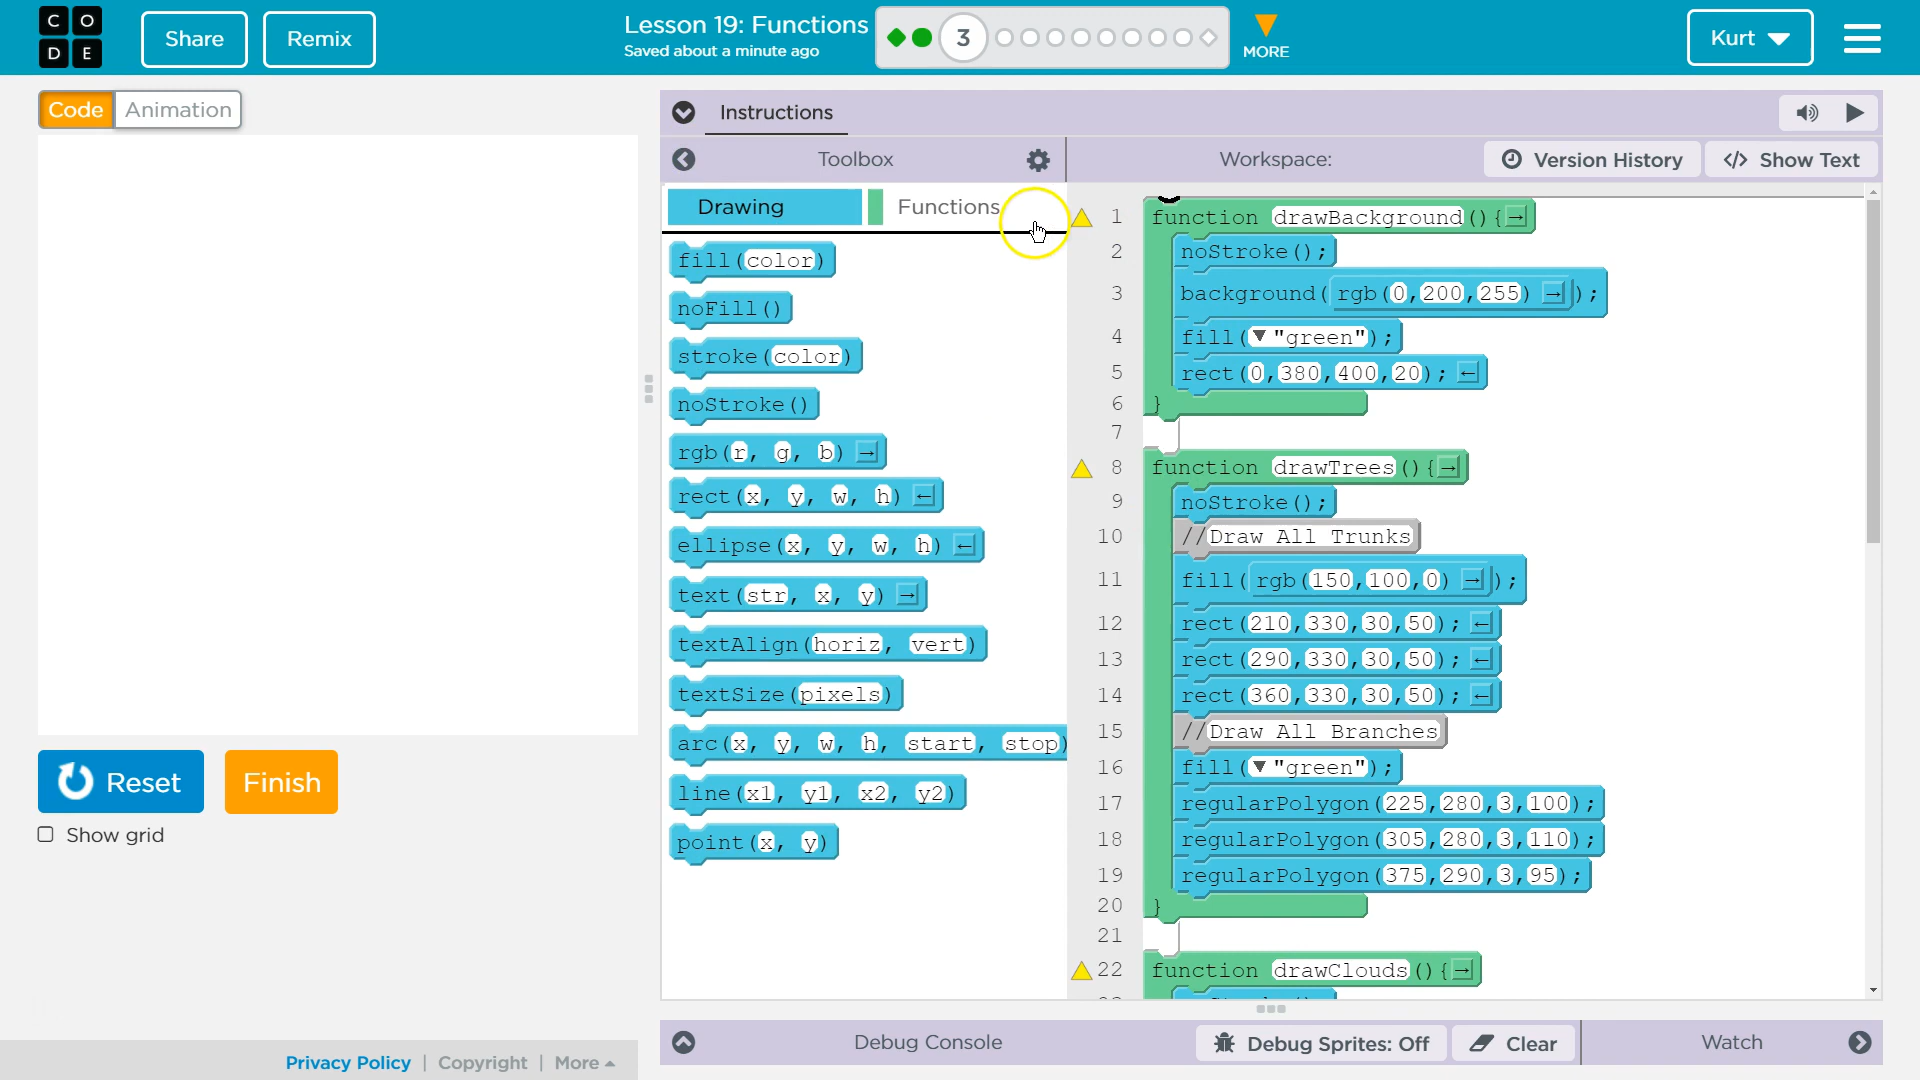 CODE
Share
Remix
Lesson 19: Functions
Saved about a minute ago
3
MORE
Kurt
Code
Animation
Instructions
Toolbox
Workspace:
Version History
</> Show Text
Drawing
Functions
fill(color)
noFill()
stroke(color)
noStroke()
rgb(r, g, b)
rect(x, y, w, h)
ellipse(x, y, w, h)
text(str, x, y)
textAlign(horiz, vert)
textSize(pixels)
arc(x, y, w, h, start, stop)
line(x1, y1, x2, y2)
point(x, y)
1 function drawBackground(){
2 noStroke();
3 background(rgb(0,200,255));
4 fill("green");
5 rect(0,380,400,20);
6 }
7
8 function drawTrees(){
9 noStroke();
10 //Draw All Trunks
11 fill(rgb(150,100,0));
12 rect(210,330,30,50);
13 rect(290,330,30,50);
14 rect(360,330,30,50);
15 //Draw All Branches
16 fill("green");
17 regularPolygon(225,280,3,100);
18 regularPolygon(305,280,3,110);
19 regularPolygon(375,290,3,95);
20 }
21
22 function drawClouds(){
Reset
Finish
Show grid
Debug Console
Debug Sprites: Off
Clear
Watch
Privacy Policy | Copyright | More